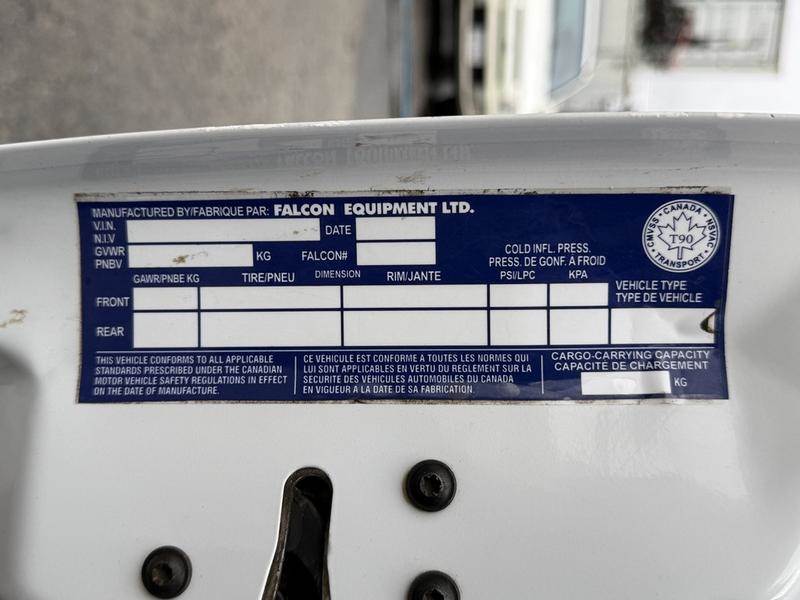 MANUFACTURED BY/FABRIQUE PAR: FALCON EQUIPMENT LTD.
V.I.N.
N.I.V
DATE
GVWR
PNBV
KG
FALCON#
COLD INFL. PRESS.
PRESS. DE GONF. A FROID
GAWR/PNBE KG
TIRE/PNEU
DIMENSION
RIM/JANTE
PSI/LPC
KPA
FRONT
REAR
VEHICLE TYPE
TYPE DE VEHICLE
CANADA
CMVSS
NSVAC
T90
TRANSPORT
THIS VEHICLE CONFORMS TO ALL APPLICABLE
STANDARDS PRESCRIBED UNDER THE CANADIAN
MOTOR VEHICLE SAFETY REGULATIONS IN EFFECT
ON THE DATE OF MANUFACTURE.
CE VEHICULE EST CONFORME A TOUTES LES NORMES QUI
LUI SONT APPLICABLES EN VERTU DU REGLEMENT SUR LA
SECURITE DES VÉHICULES AUTOMOBILES DU CANADA
EN VIGUEUR A LA DATE DE SA FABRICATION.
CARGO-CARRYING CAPACITY
CAPACITÉ DE CHARGEMENT
KG